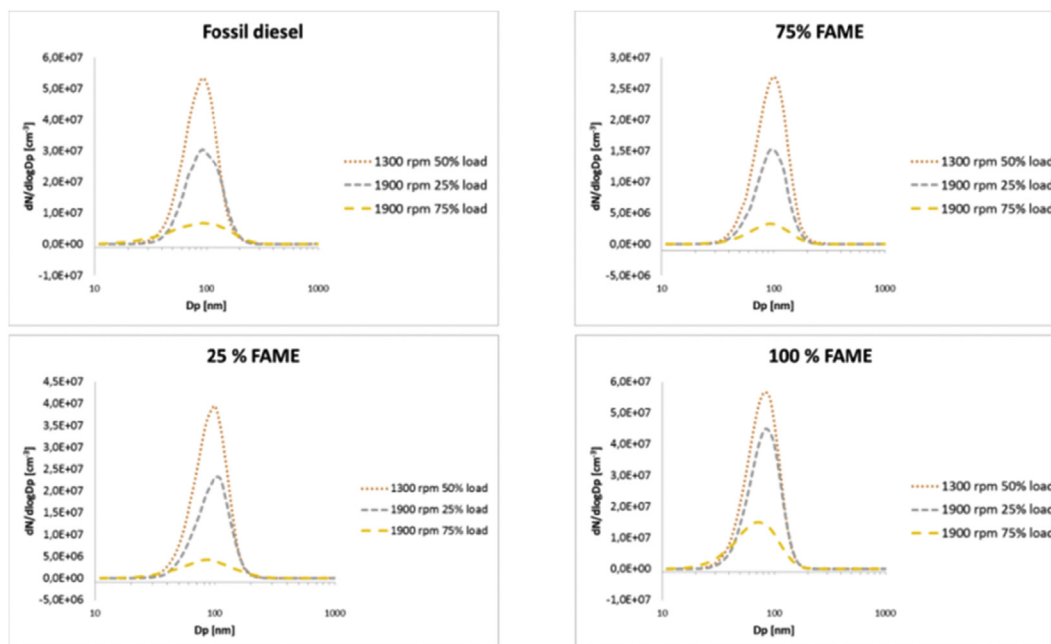 Fossil diesel
dN/dlogDp [cm⁻³]
6,0E+07
5,0E+07
4,0E+07
3,0E+07
2,0E+07
1,0E+07
0,0E+00
-1,0E+07
10
100
1000
Dp [nm]
1300 rpm 50% load
1900 rpm 25% load
1900 rpm 75% load
75% FAME
dN/dlogDp [cm⁻³]
3,0E+07
2,5E+07
2,0E+07
1,5E+07
1,0E+07
5,0E+06
0,0E+00
-5,0E+06
10
100
1000
Dp [nm]
1300 rpm 50% load
1900 rpm 25% load
1900 rpm 75% load
25 % FAME
dN/dlogDp [cm⁻³]
4,5E+07
4,0E+07
3,5E+07
3,0E+07
2,5E+07
2,0E+07
1,5E+07
1,0E+07
5,0E+06
0,0E+00
-5,0E+06
10
100
1000
Dp [nm]
1300 rpm 50% load
1900 rpm 25% load
1900 rpm 75% load
100 % FAME
dN/dlogDp [cm⁻³]
6,0E+07
5,0E+07
4,0E+07
3,0E+07
2,0E+07
1,0E+07
0,0E+00
-1,0E+07
10
100
1000
Dp [nm]
1300 rpm 50% load
1900 rpm 25% load
1900 rpm 75% load